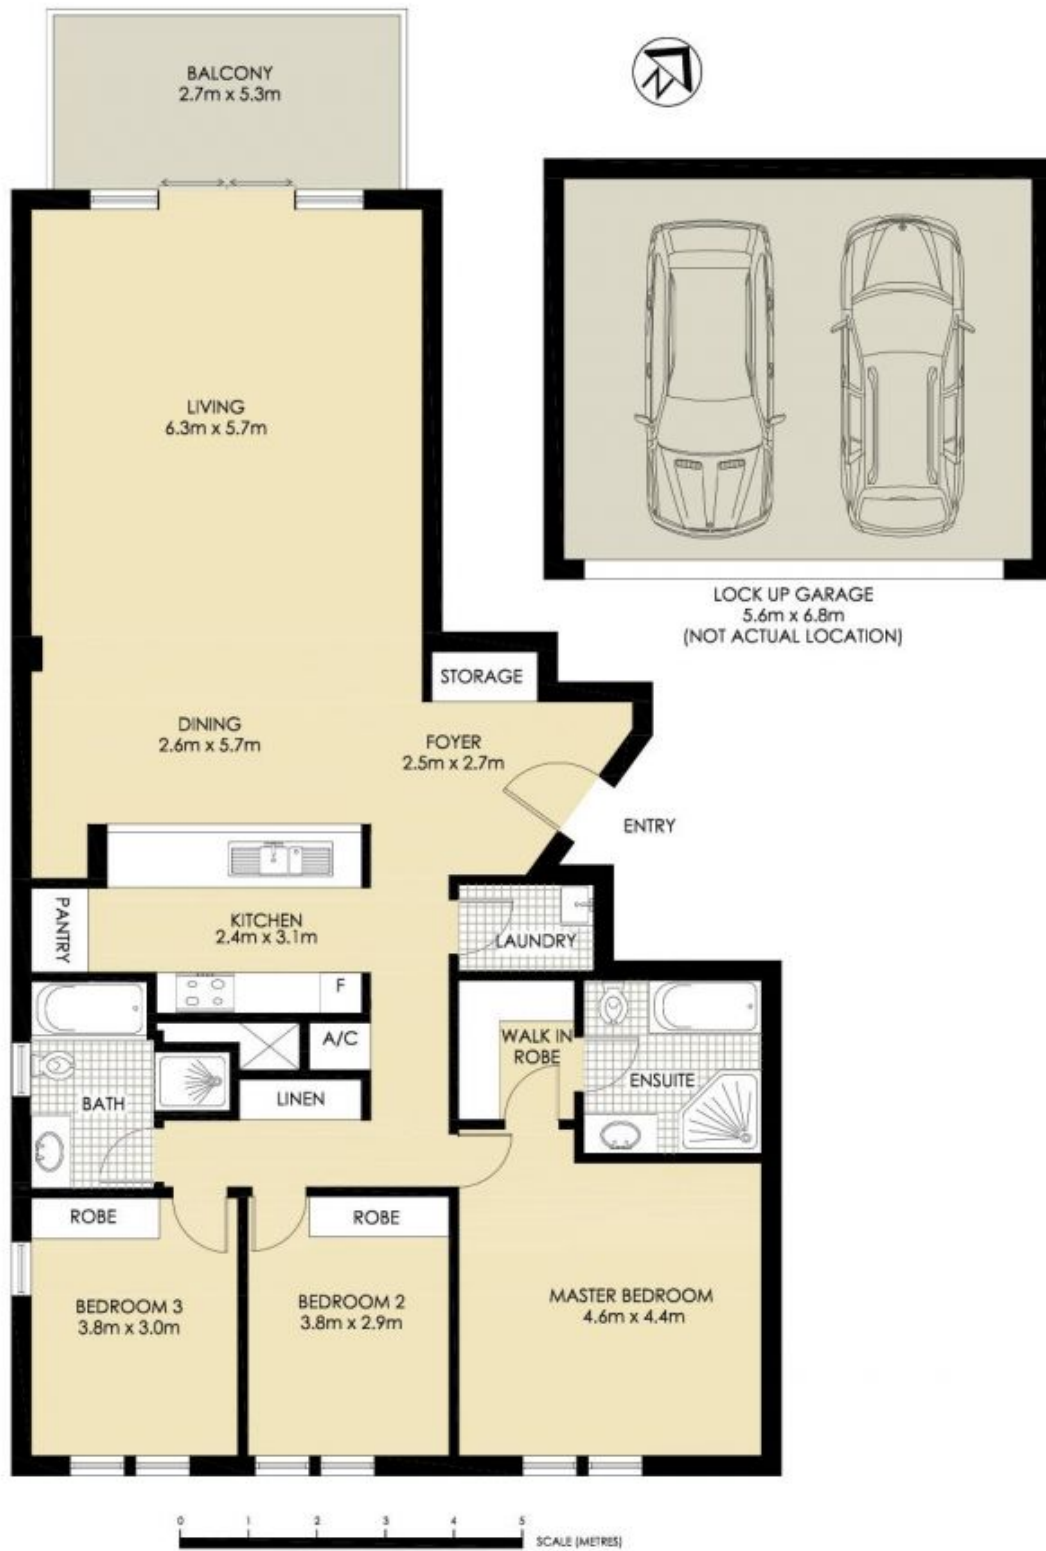 BALCONY
2.7m x 5.3m
N
LIVING
6.3m x 5.7m
LOCK UP GARAGE
5.6m x 6.8m
(NOT ACTUAL LOCATION)
STORAGE
DINING
2.6m x 5.7m
FOYER
2.5m x 2.7m
ENTRY
PANTRY
KITCHEN
2.4m x 3.1m
LAUNDRY
F
A/C
WALK IN
ROBE
ENSUITE
BATH
LINEN
ROBE
ROBE
BEDROOM 3
3.8m x 3.0m
BEDROOM 2
3.8m x 2.9m
MASTER BEDROOM
4.6m x 4.4m
0 1 2 3 4 5
SCALE (METRES)